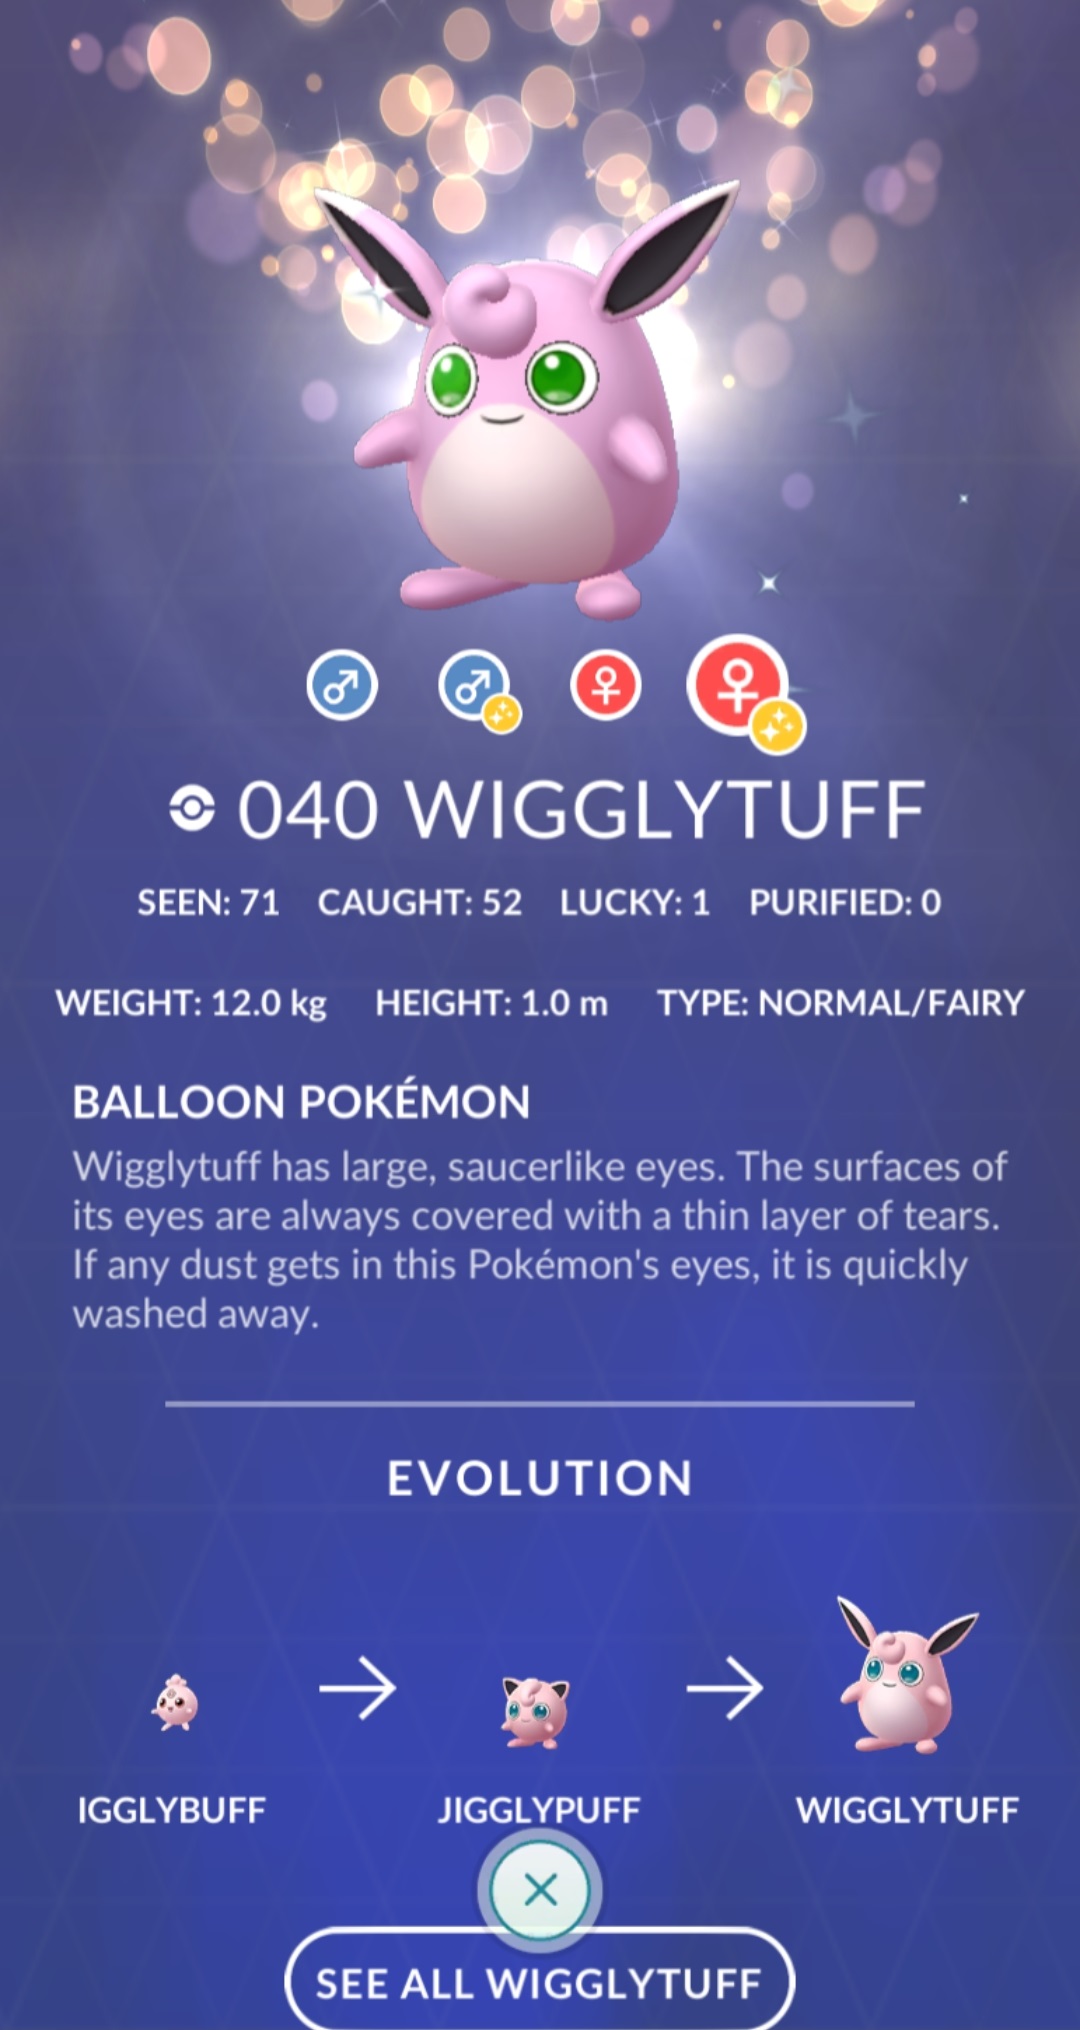 040 WIGGLYTUFF
SEEN: 71 CAUGHT: 52 LUCKY: 1 PURIFIED: 0
WEIGHT: 12.0 kg HEIGHT: 1.0 m TYPE: NORMAL/FAIRY
BALLOON POKÉMON
Wigglytuff has large, saucerlike eyes. The surfaces of
its eyes are always covered with a thin layer of tears.
If any dust gets in this Pokémon's eyes, it is quickly
washed away.
EVOLUTION
IGGLYBUFF JIGGLYPUFF WIGGLYTUFF
SEE ALL WIGGLYTUFF